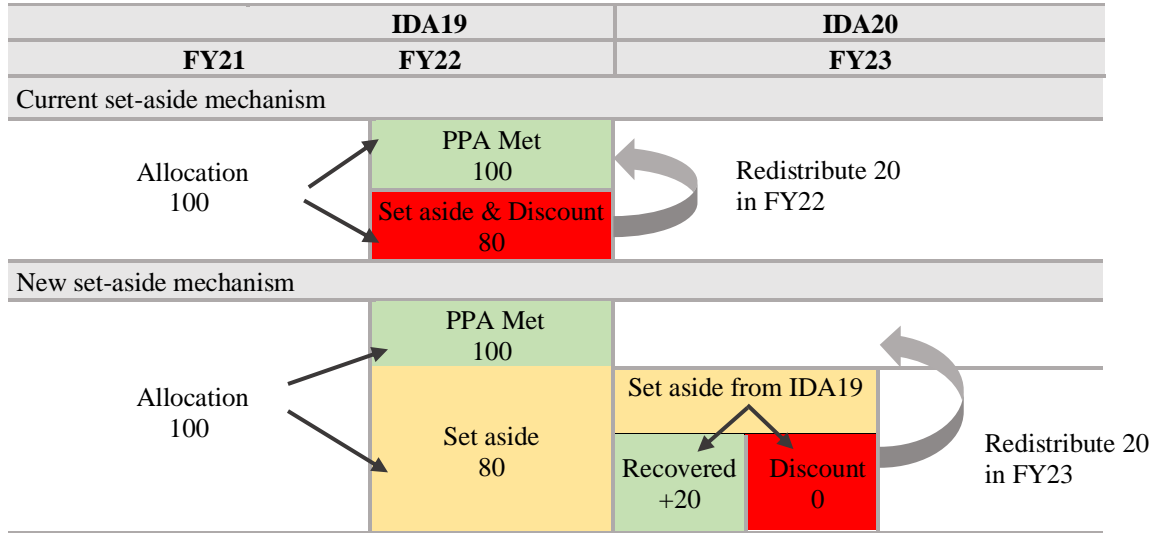 IDA19
IDA20
FY21
FY22
FY23
Current set-aside mechanism
Allocation
100
PPA Met
100
Set aside & Discount
80
Redistribute 20
in FY22
New set-aside mechanism
Allocation
100
PPA Met
100
Set aside
80
Set aside from IDA19
Recovered
+20
Discount
0
Redistribute 20
in FY23